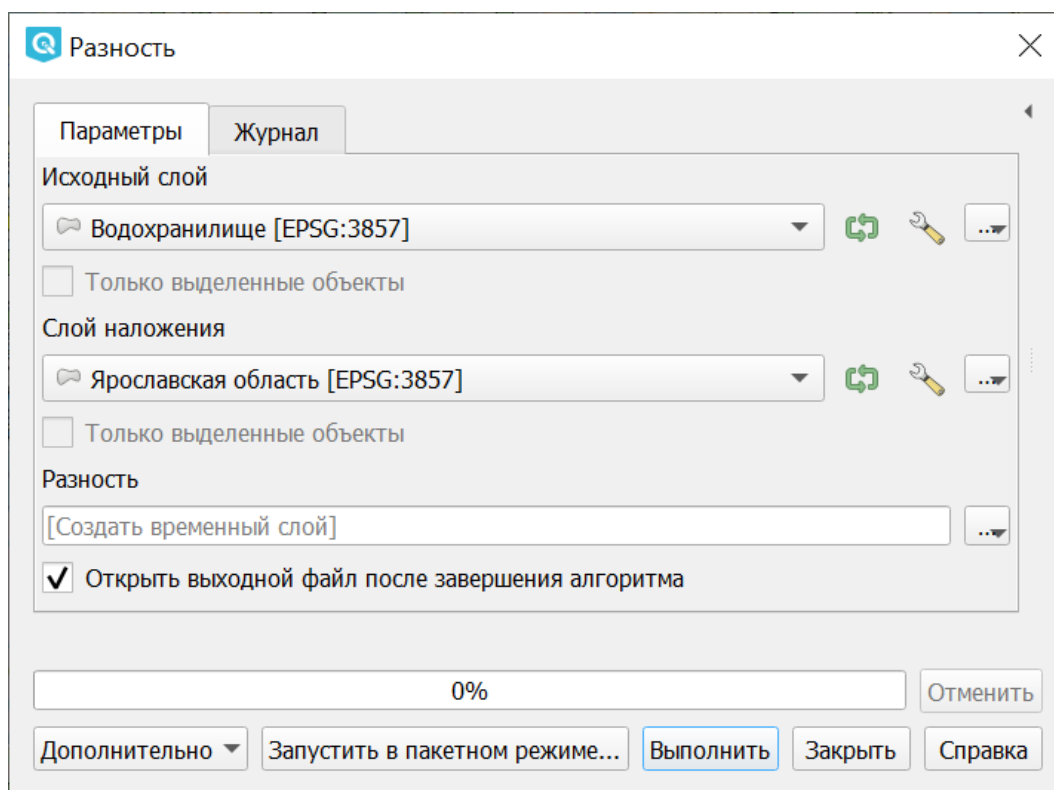 Разность
Параметры
Журнал
Исходный слой
Водохранилище [EPSG:3857]
...
Только выделенные объекты
Слой наложения
Ярославская область [EPSG:3857]
...
Только выделенные объекты
Разность
[Создать временный слой]
...
Открыть выходной файл после завершения алгоритма
0%
Отменить
Дополнительно
Запустить в пакетном режиме...
Выполнить
Закрыть
Справка